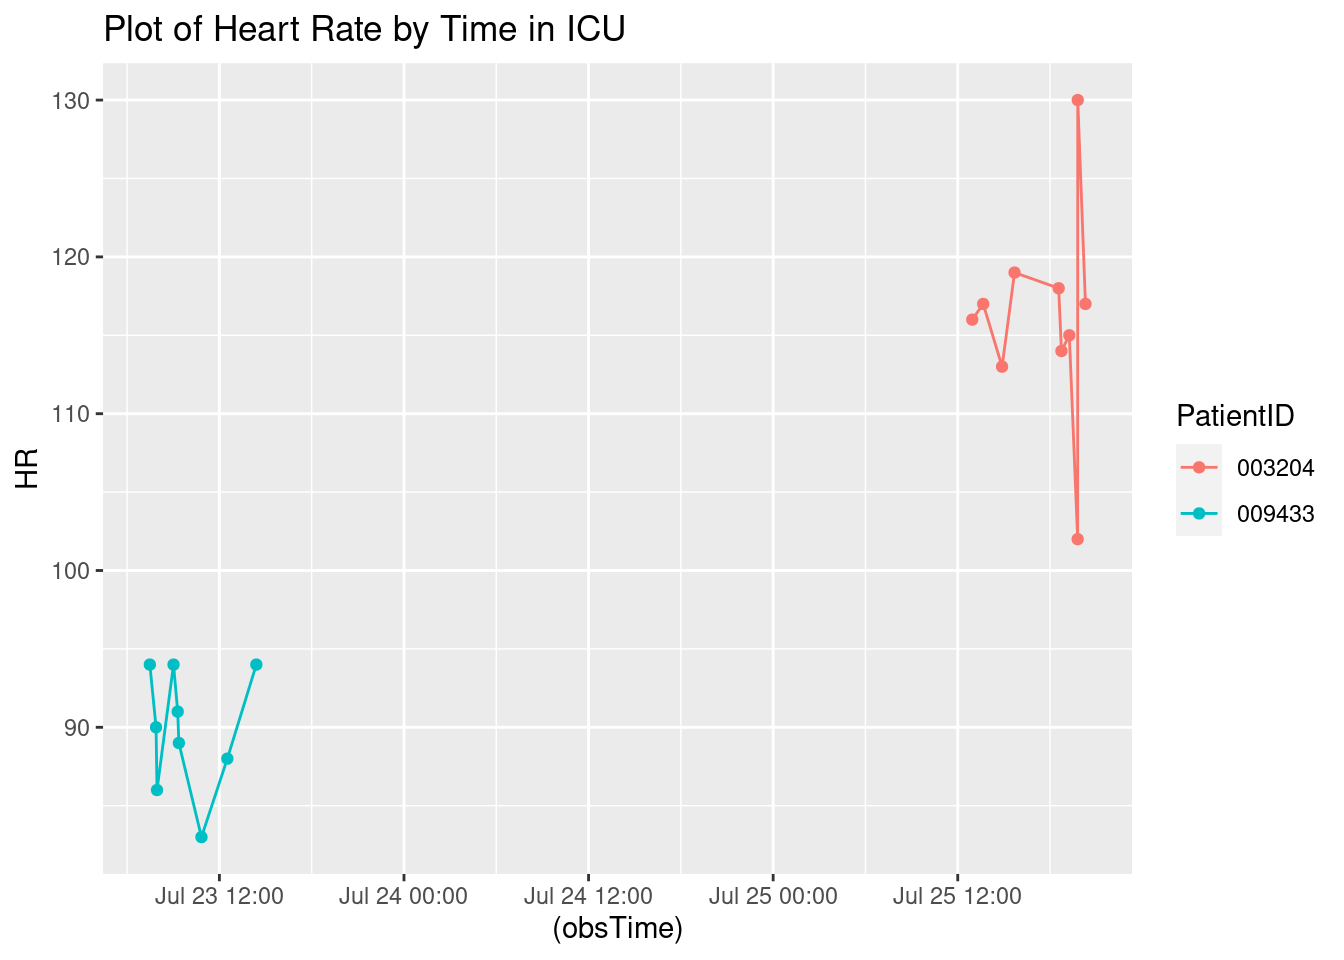 Plot of Heart Rate by Time in ICU
130
120
110
100
90
HR
Jul 23 12:00 Jul 24 00:00 Jul 24 12:00 Jul 25 00:00 Jul 25 12:00
(obsTime)
PatientID
003204
009433